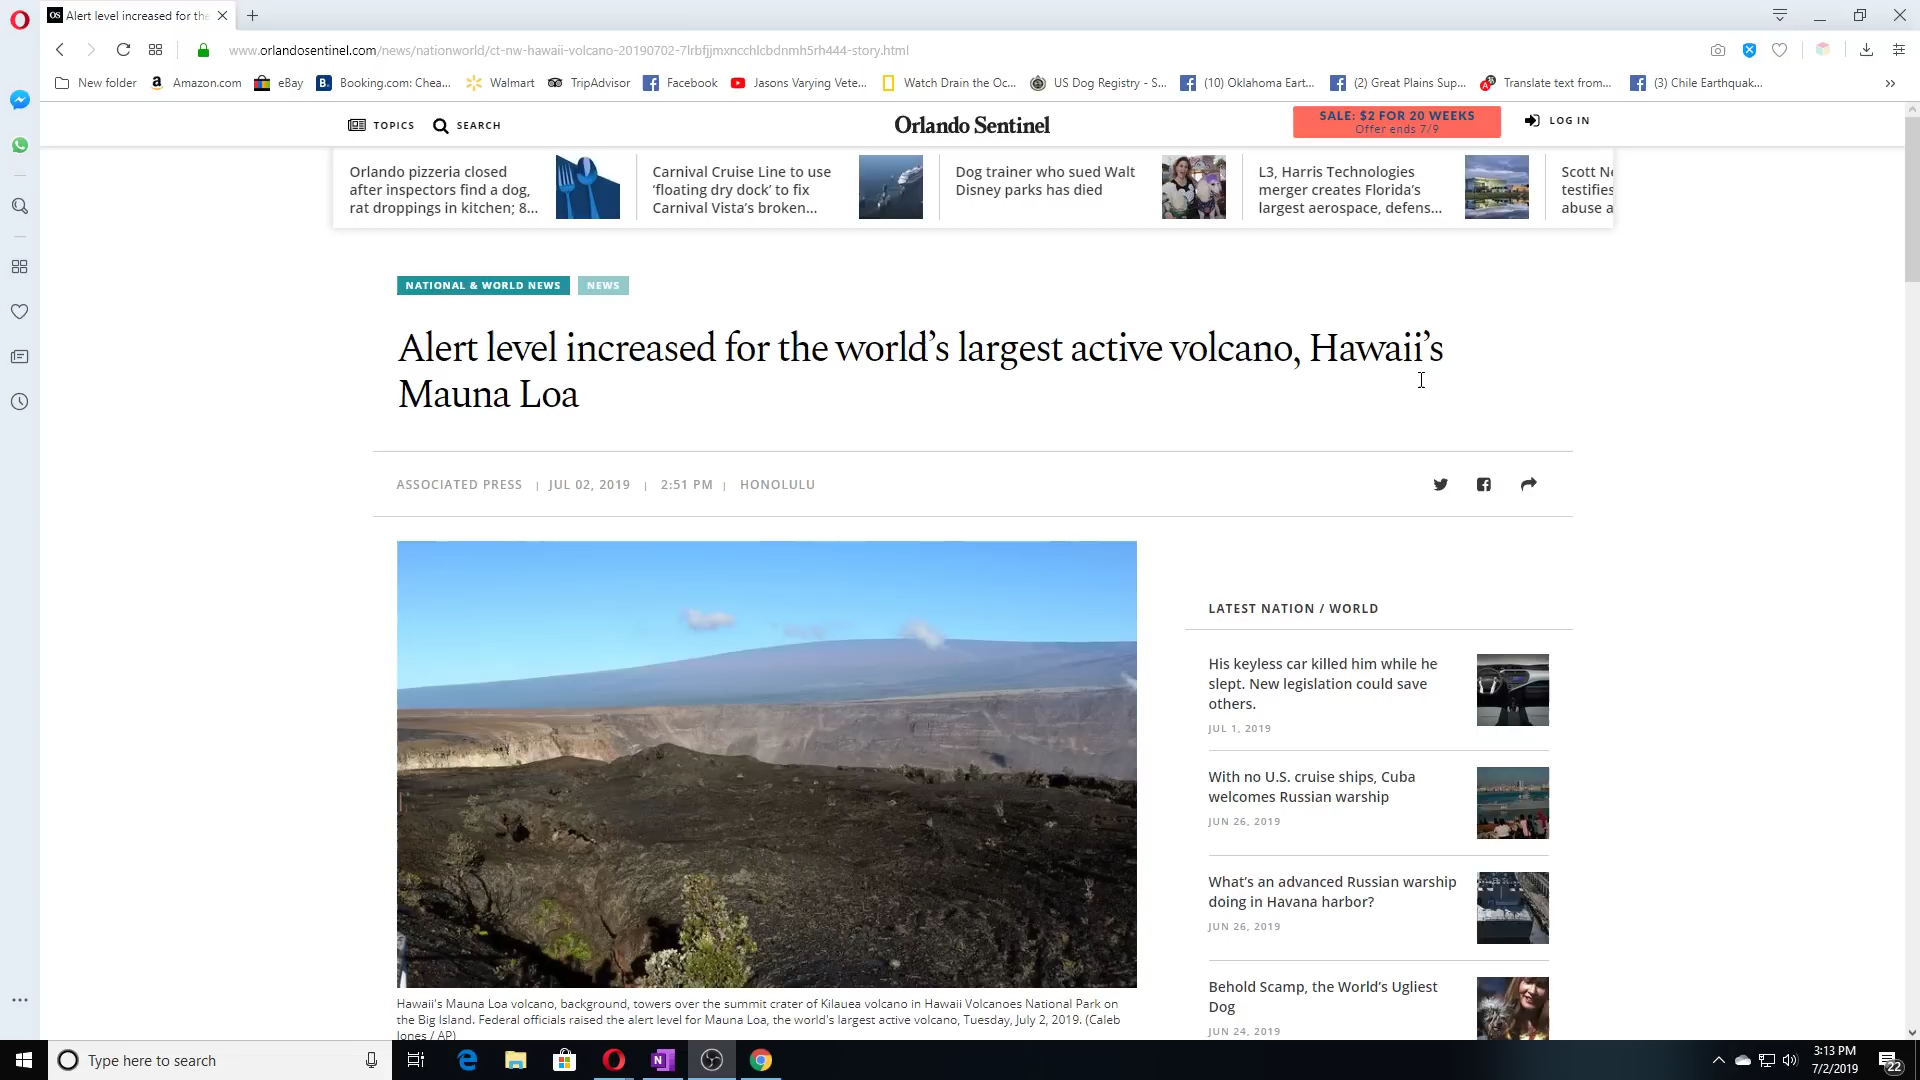 OS Alert level increased for the
www.orlandosentinel.com/news/nationworld/ct-nw-hawaii-volcano-20190702-7lrbfjjmxncchlcbdnmh5rh444-story.html
New folder
Amazon.com
eBay
Booking.com: Chea...
Walmart
TripAdvisor
Facebook
Jasons Varying Vete...
Watch Drain the Oc...
US Dog Registry - S...
(10) Oklahoma Eart...
(2) Great Plains Sup...
Translate text from...
(3) Chile Earthquak...
TOPICS
SEARCH
Orlando Sentinel
SALE: $2 FOR 20 WEEKS
Offer ends 7/9
LOG IN
Orlando pizzeria closed
after inspectors find a dog,
rat droppings in kitchen; 8...
Carnival Cruise Line to use
‘floating dry dock’ to fix
Carnival Vista’s broken...
Dog trainer who sued Walt
Disney parks has died
L3, Harris Technologies
merger creates Florida’s
largest aerospace, defens...
Scott
testifies
abuse
NATIONAL & WORLD NEWS
NEWS
Alert level increased for the world’s largest active volcano, Hawaii’s
Mauna Loa
ASSOCIATED PRESS | JUL 02, 2019 | 2:51 PM | HONOLULU
Hawaii's Mauna Loa volcano, background, towers over the summit crater of Kilauea volcano in Hawaii Volcanoes National Park on
the Big Island. Federal officials raised the alert level for Mauna Loa, the world's largest active volcano, Tuesday, July 2, 2019. (Caleb
Jones / AP)
LATEST NATION / WORLD
His keyless car killed him while he
slept. New legislation could save
others.
JUL 1, 2019
With no U.S. cruise ships, Cuba
welcomes Russian warship
JUN 26, 2019
What’s an advanced Russian warship
doing in Havana harbor?
JUN 26, 2019
Behold Scamp, the World’s Ugliest
Dog
JUN 24, 2019
Type here to search
3:13 PM
7/2/2019
22